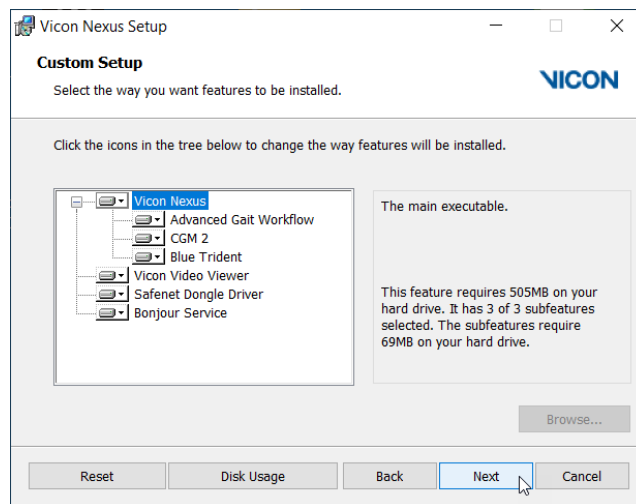 Vicon Nexus Setup
Custom Setup
Select the way you want features to be installed.
VICON
Click the icons in the tree below to change the way features will be installed.
Vicon Nexus
Advanced Gait Workflow
CGM 2
Blue Trident
Vicon Video Viewer
Safenet Dongle Driver
Bonjour Service
The main executable.
This feature requires 505MB on your
hard drive. It has 3 of 3 subfeatures
selected. The subfeatures require
69MB on your hard drive.
Browse...
Reset
Disk Usage
Back
Next
Cancel